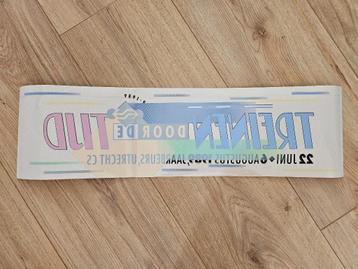 TREINEN DOOR DE TIJD
22 JUNI ◆ 6 AUGUSTUS 1989, JAARBEURS, UTRECHT CS